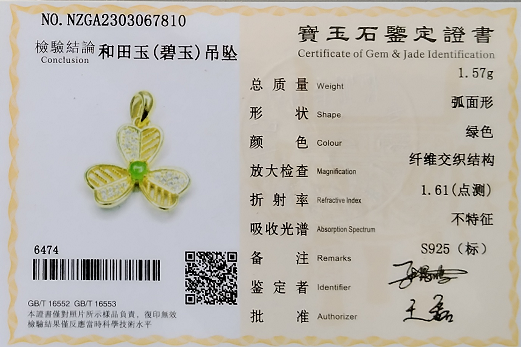 NO.NZGA2303067810
檢驗結論 和田玉(碧玉)吊坠
Conclusion
6474
GB/T 16552 GB/T 16553
本證書僅對照片所示樣品負責，復印無效
檢驗結果僅反應當時科學技術水平
寶玉石鑒定證書
Certificate of Gem & Jade Identification
总质量 Weight 1.57g
形状 Shape 弧面形
颜色 Colour 绿色
放大检查 Magnification 纤维交织结构
折射率 Refractive Index 1.61(点测)
吸收光谱 Absorption Spectrum 不特征
备注 Remarks S925（标）
鉴定者 Identifier
批准 Authorizer 王磊